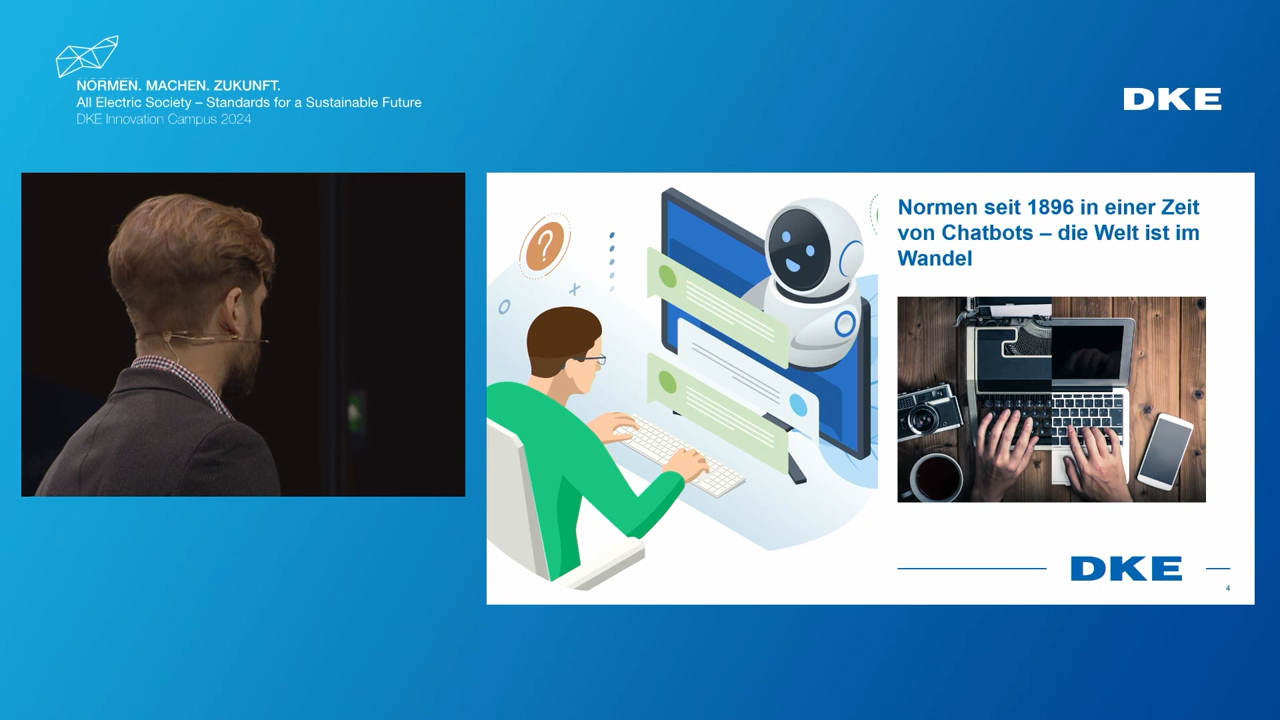 NORMEN. MACHEN. ZUKUNFT.
All Electric Society – Standards for a Sustainable Future
DKE Innovation Campus 2024
DKE
Normen seit 1896 in einer Zeit
von Chatbots – die Welt ist im
Wandel
?
DKE
4